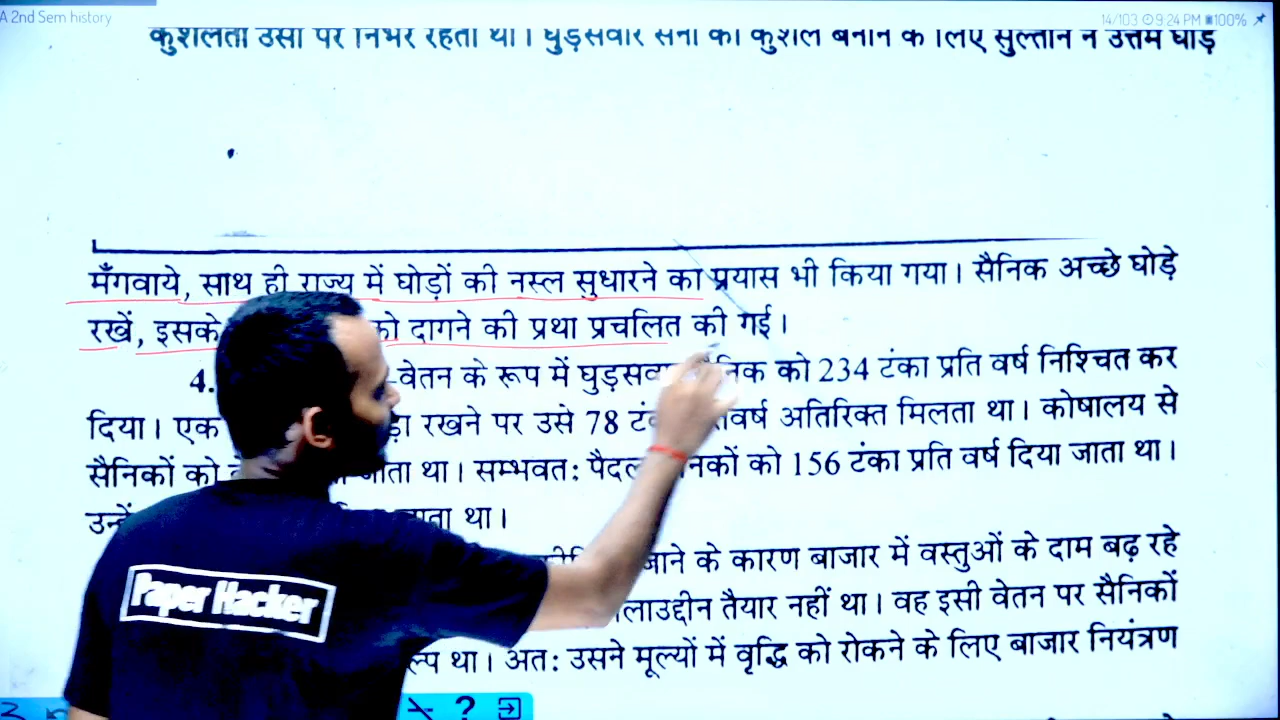 A 2nd Sem history
14/103 9:24 PM 100%
कुशलता उसी पर निर्भर रहता था। घुड़सवार सेना को कुशल बनाने के लिए सुल्तान ने उत्तम घोड़े
मँगवाये, साथ ही राज्य में घोड़ों की नस्ल सुधारने का प्रयास भी किया गया। सैनिक अच्छे घोड़े
रखें, इसके को दागने की प्रथा प्रचलित की गई।
4. -वेतन के रूप में घुड़सवार को 234 टंका प्रति वर्ष निश्चित कर
दिया। एक रखने पर उसे 78 अतिरिक्त मिलता था। कोषालय से
सैनिकों को जाता था। सम्भवत: पैदल को 156 टंका प्रति वर्ष दिया जाता था।
उन्हें था।
जाने के कारण बाजार में वस्तुओं के दाम बढ़ रहे
तैयार नहीं था। वह इसी वेतन पर सैनिकों
था। अत: उसने मूल्यों में वृद्धि को रोकने के लिए बाजार नियंत्रण
Paper Hacker
?